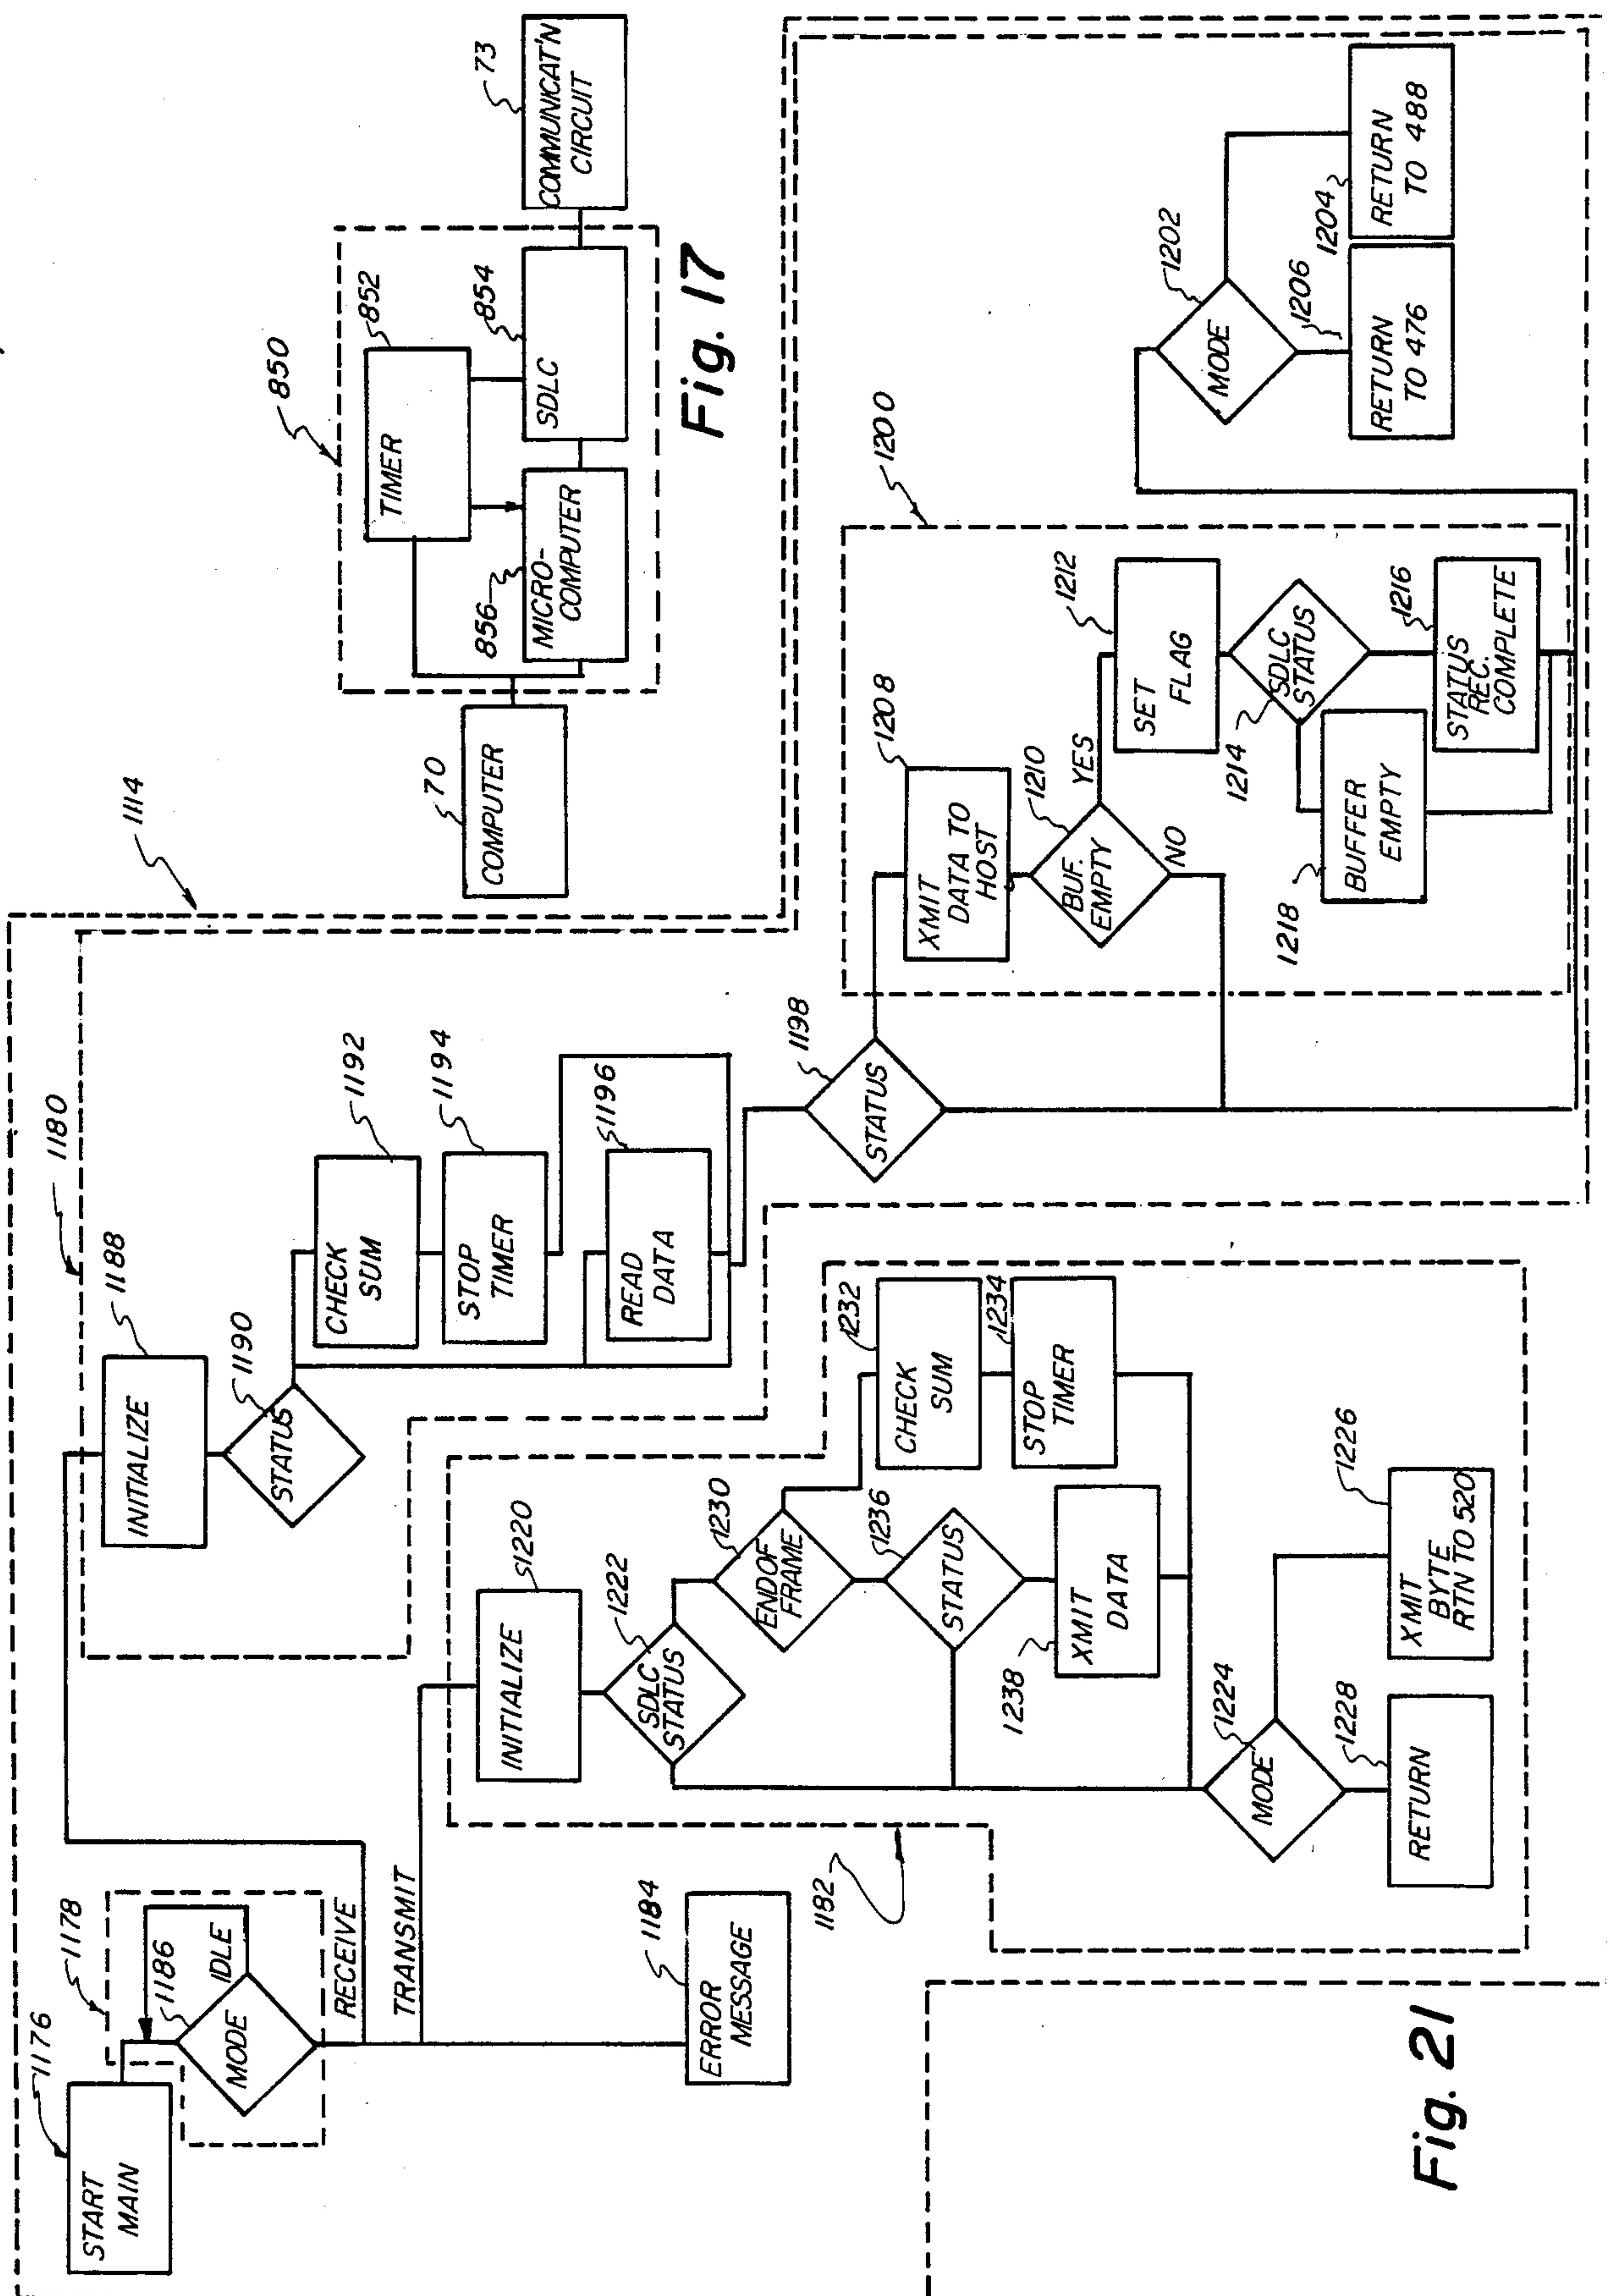 1114
1176
START
MAIN
1178
1186
MODE
IDLE
RECEIVE
TRANSMIT
1184
ERROR
MESSAGE
1180
1188
INITIALIZE
1190
STATUS
1192
CHECK
SUM
1194
STOP
TIMER
1196
READ
DATA
1198
STATUS
1200
1208
XMIT
DATA TO
HOST
1210
BUF.
EMPTY
YES
NO
1212
SET
FLAG
1214
SDLC
STATUS
1216
STATUS
REC.
COMPLETE
1218
BUFFER
EMPTY
1202
MODE
1204
RETURN
TO 488
1206
RETURN
TO 476
1182
1220
INITIALIZE
1222
SDLC
STATUS
1230
END OF
FRAME
1232
CHECK
SUM
1234
STOP
TIMER
1236
STATUS
1238
XMIT
DATA
1224
MODE
1226
XMIT
BYTE
RTN TO 520
1228
RETURN
Fig. 21
850
852
TIMER
854
SDLC
856
MICRO-
COMPUTER
70
COMPUTER
73
COMMUNICAT'N
CIRCUIT
Fig. 17